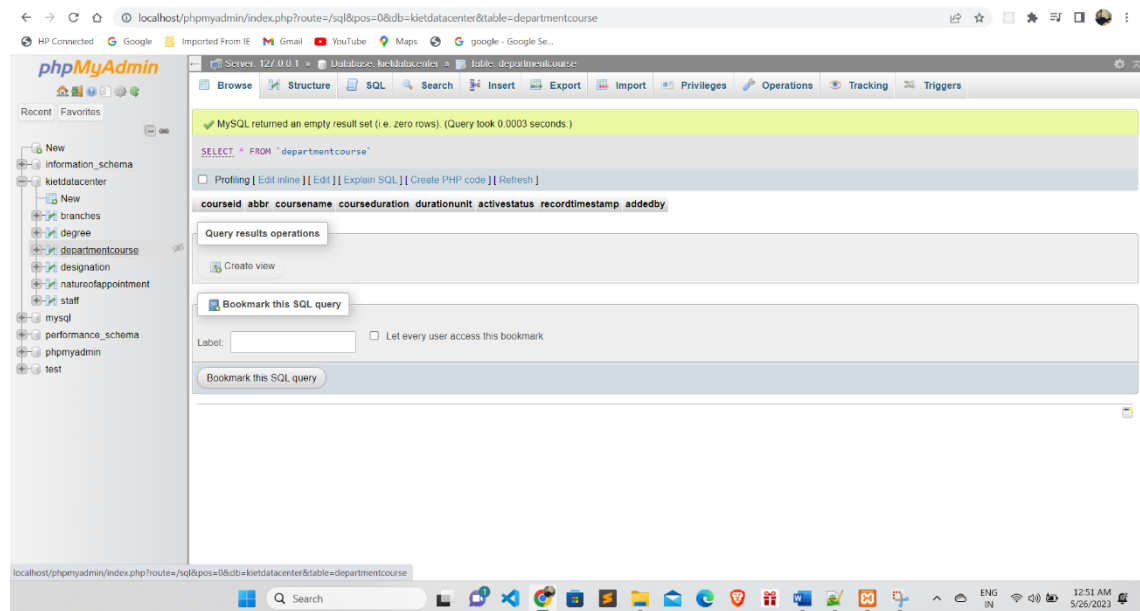 localhost/phpmyadmin/index.php?route=/sql&pos=0&db=kietdatacenter&table=departmentcourse
HP Connected Google Imported From IE Gmail YouTube Maps google - Google Se...
phpMyAdmin
Recent Favorites
New
information_schema
kietdatacenter
New
branches
degree
departmentcourse
designation
natureofappointment
staff
mysql
performance_schema
phpmyadmin
test
Server: 127.0.0.1 » Database: kietdatacenter » Table: departmentcourse
Browse Structure SQL Search Insert Export Import Privileges Operations Tracking Triggers
MySQL returned an empty result set (i.e. zero rows). (Query took 0.0003 seconds.)
SELECT * FROM `departmentcourse`
Profiling [ Edit inline ] [ Edit ] [ Explain SQL ] [ Create PHP code ] [ Refresh ]
courseid abbr coursename courseduration durationunit activestatus recordtimestamp addedby
Query results operations
Create view
Bookmark this SQL query
Label: Let every user access this bookmark
Bookmark this SQL query
localhost/phpmyadmin/index.php?route=/sql&pos=0&db=kietdatacenter&table=departmentcourse
Search
ENG
IN
12:51 AM
5/26/2023